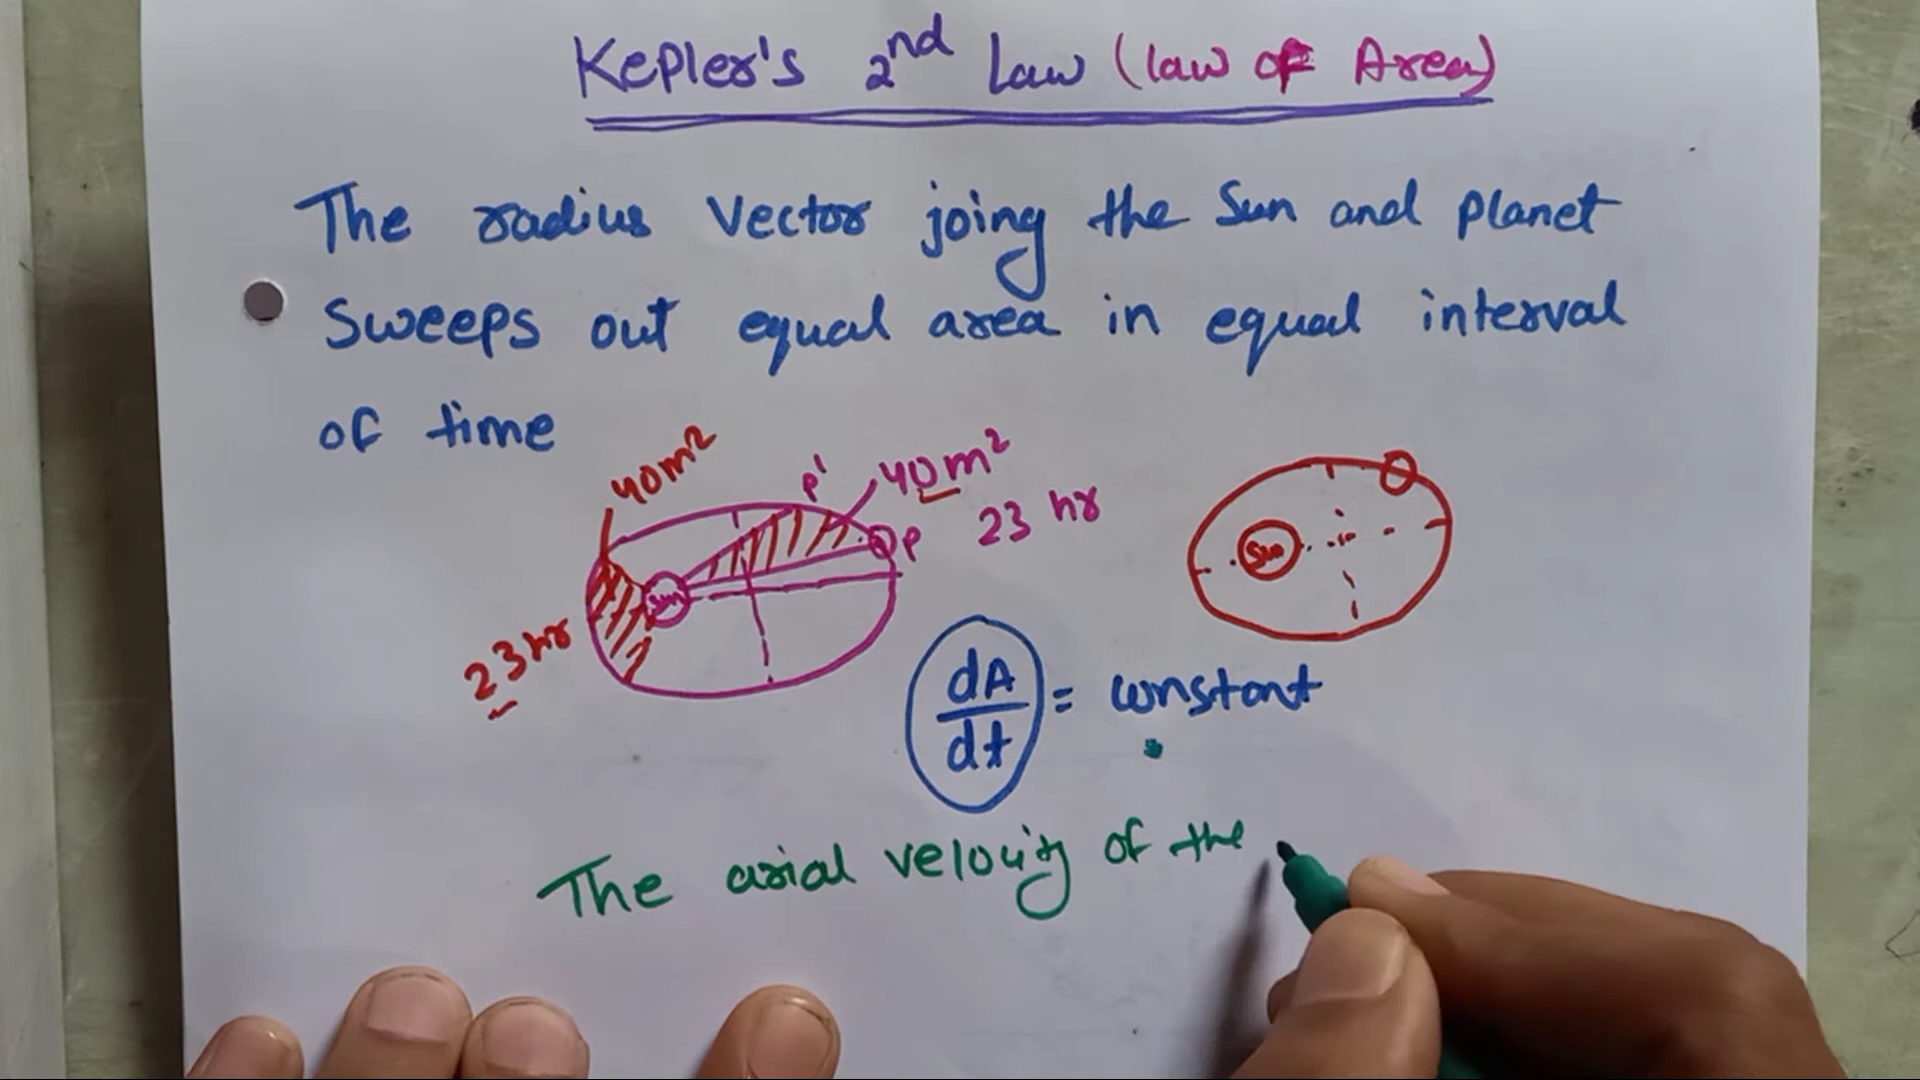 Kepler's 2nd Law (law of Area)
The radius Vector joing the Sun and planet
Sweeps out equal area in equal interval
of time
40m²
P'
40m²
23 hr
P
Sun
Sun
23 hr
dA
dt
= constant
The arial velocity of the